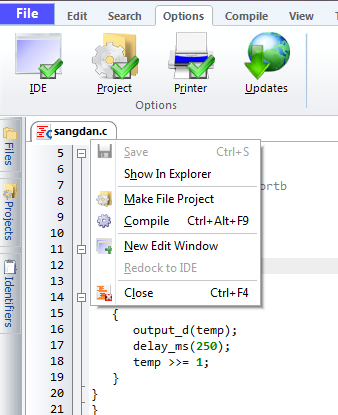 File Edit Search Options Compile View
IDE Project Printer Updates
Options
Files
Projects
Identifiers
sangdan.c
Save Ctrl+S
Show In Explorer
Make File Project
Compile Ctrl+Alt+F9
New Edit Window
Redock to IDE
Close Ctrl+F4
5
6
7 ortb
8
9
10
11
12
13
14
15 {
16 output_d(temp);
17 delay_ms(250);
18 temp >>= 1;
19 }
20 }
21 }